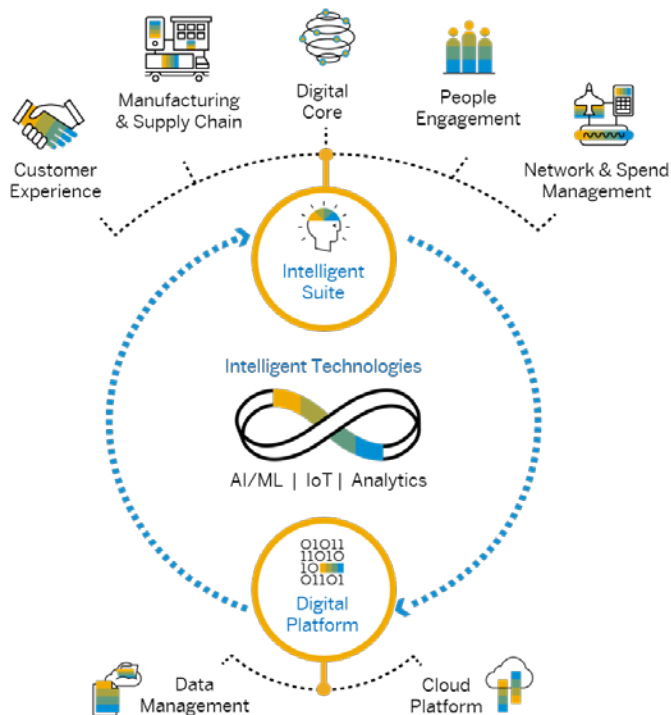 Manufacturing
& Supply Chain
Digital
Core
People
Engagement
Customer
Experience
Network & Spend
Management
Intelligent
Suite
Intelligent Technologies
AI/ML | IoT | Analytics
01011
11010
10
01101
Digital
Platform
Data
Management
Cloud
Platform